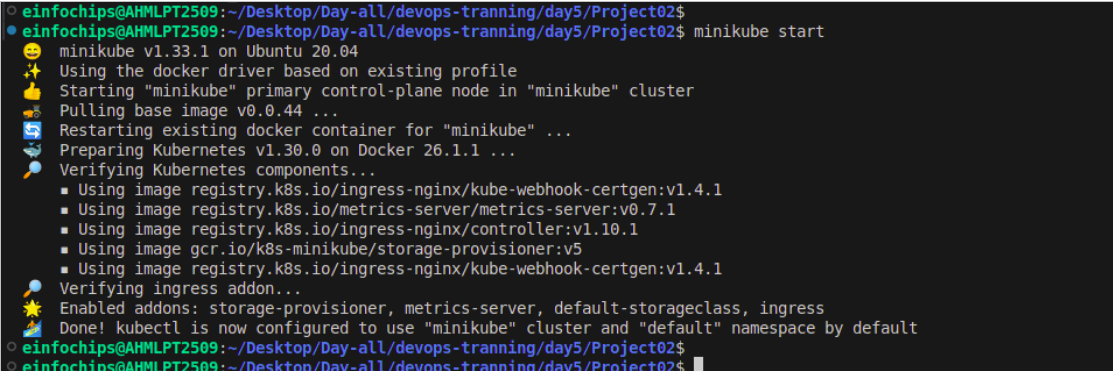 einfochips@AHMLPT2509:~/Desktop/Day-all/devops-tranning/day5/Project02$
einfochips@AHMLPT2509:~/Desktop/Day-all/devops-tranning/day5/Project02$ minikube start
😄 minikube v1.33.1 on Ubuntu 20.04
✨ Using the docker driver based on existing profile
👍 Starting "minikube" primary control-plane node in "minikube" cluster
🚜 Pulling base image v0.0.44 ...
🔄 Restarting existing docker container for "minikube" ...
🐳 Preparing Kubernetes v1.30.0 on Docker 26.1.1 ...
🔎 Verifying Kubernetes components...
▪ Using image registry.k8s.io/ingress-nginx/kube-webhook-certgen:v1.4.1
▪ Using image registry.k8s.io/metrics-server/metrics-server:v0.7.1
▪ Using image registry.k8s.io/ingress-nginx/controller:v1.10.1
▪ Using image gcr.io/k8s-minikube/storage-provisioner:v5
▪ Using image registry.k8s.io/ingress-nginx/kube-webhook-certgen:v1.4.1
🔎 Verifying ingress addon...
🌟 Enabled addons: storage-provisioner, metrics-server, default-storageclass, ingress
🏄 Done! kubectl is now configured to use "minikube" cluster and "default" namespace by default
einfochips@AHMLPT2509:~/Desktop/Day-all/devops-tranning/day5/Project02$
einfochips@AHMLPT2509:~/Desktop/Day-all/devops-tranning/day5/Project02$